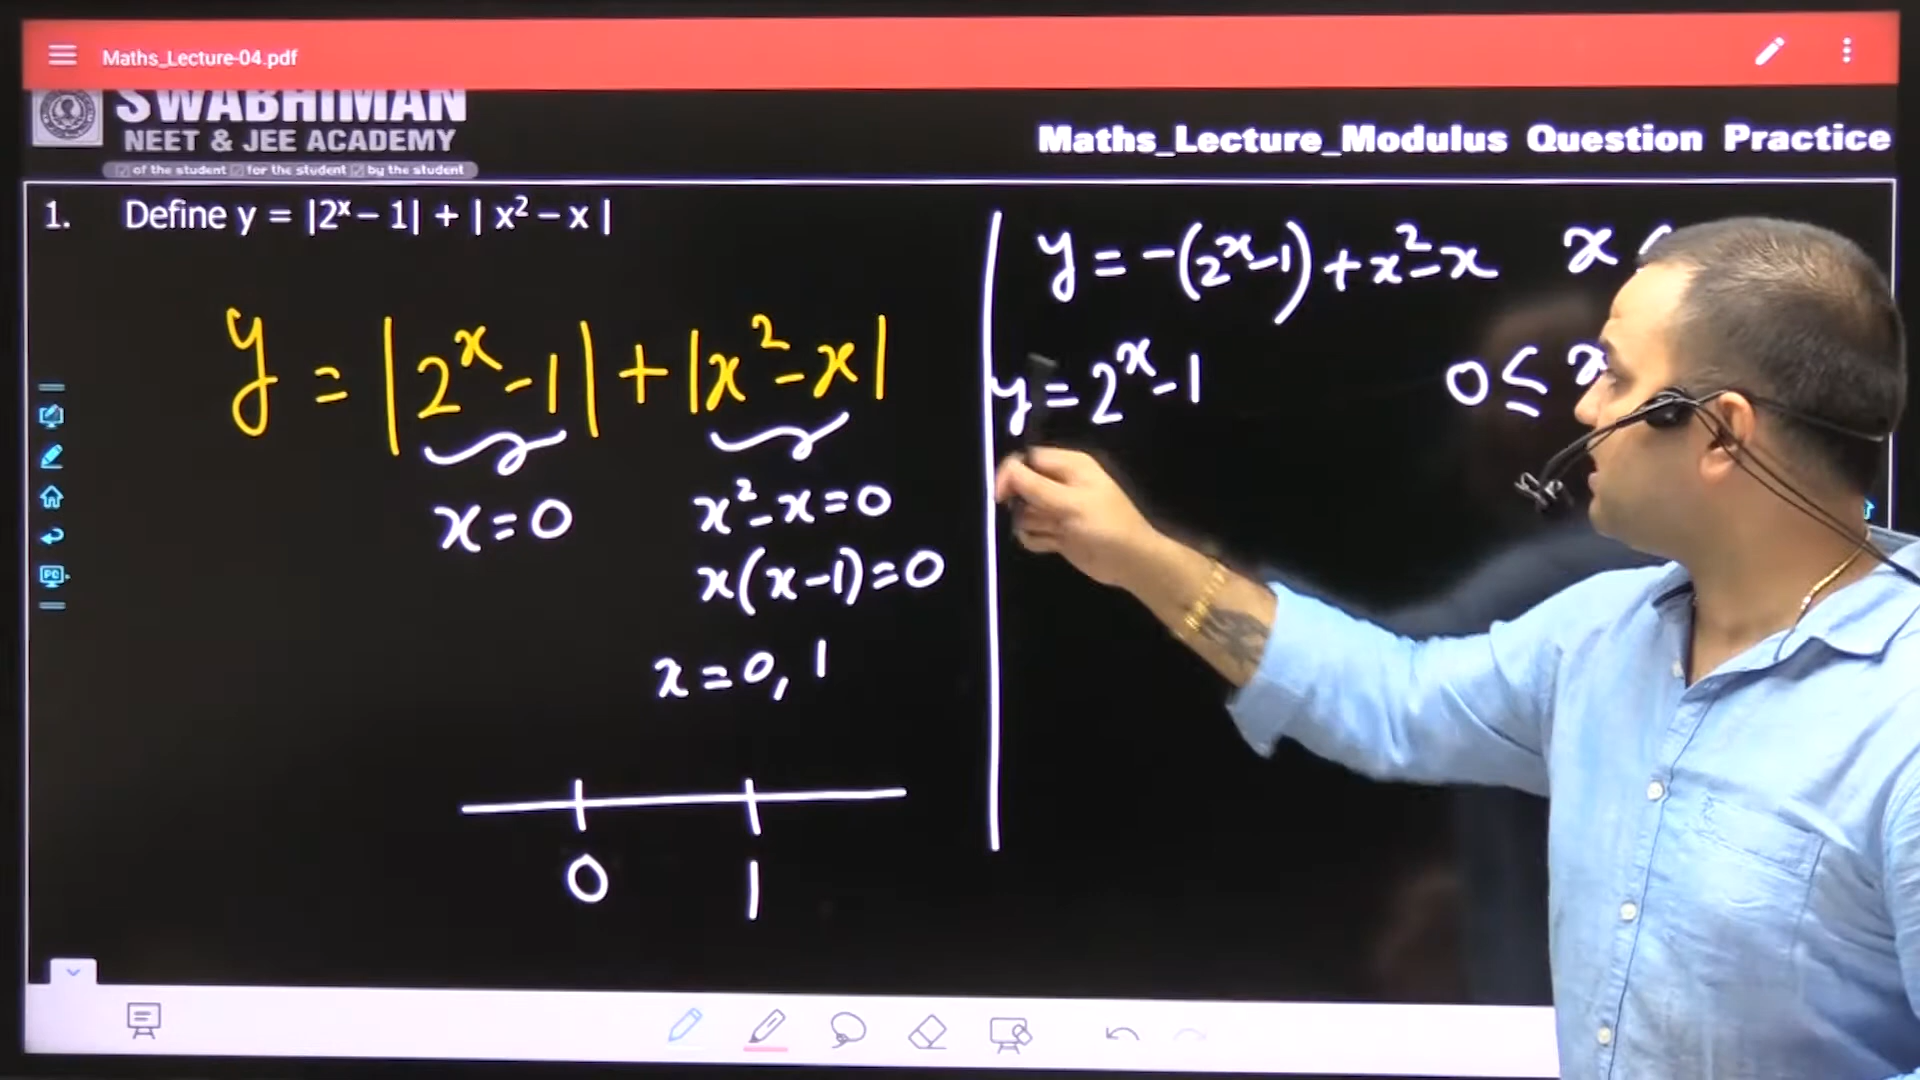 Maths_Lecture-04.pdf
SWABHIMAN
NEET & JEE ACADEMY
of the student for the student by the student
Maths_Lecture_Modulus Question Practice
1. Define y = |2ˣ – 1| + | x² – x |
y = |2ˣ - 1| + |x² - x|
x = 0
x² - x = 0
x(x - 1) = 0
x = 0, 1
0 1
y = -(2ˣ - 1) + x² - x x <
y = 2ˣ - 1 0 ≤ x
PC